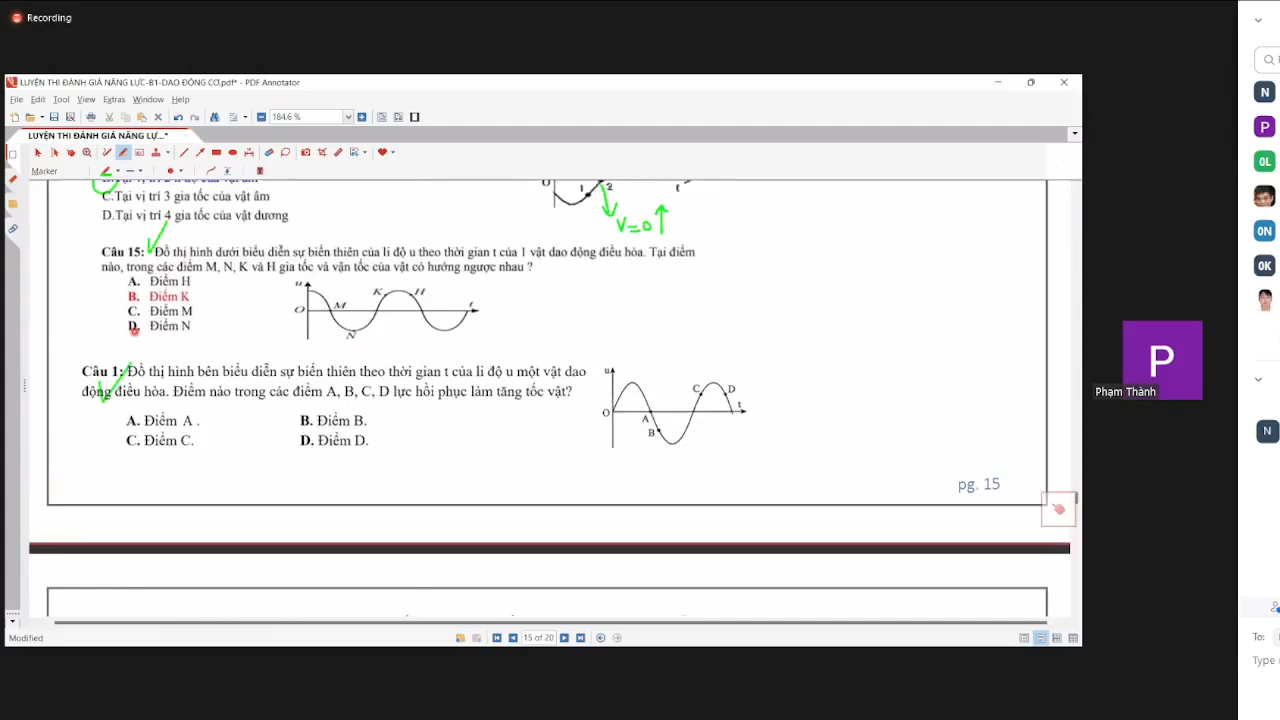 Recording
LUYỆN THI ĐÁNH GIÁ NĂNG LỰC-B1-DAO ĐỘNG CƠ.pdf* - PDF Annotator
File Edit Tool View Extras Window Help
184.6 %
LUYỆN THI ĐÁNH GIÁ NĂNG LỰ...*
Marker
C.Tại vị trí 3 gia tốc của vật âm
D.Tại vị trí 4 gia tốc của vật dương
1 2 t
V=0
Câu 15: Đồ thị hình dưới biểu diễn sự biến thiên của li độ u theo thời gian t của 1 vật dao động điều hòa. Tại điểm
nào, trong các điểm M, N, K và H gia tốc và vận tốc của vật có hướng ngược nhau ?
A. Điểm H
B. Điểm K
C. Điểm M
D. Điểm N
u K H
O M t
N
Câu 1: Đồ thị hình bên biểu diễn sự biến thiên theo thời gian t của li độ u một vật dao
động điều hòa. Điểm nào trong các điểm A, B, C, D lực hồi phục làm tăng tốc vật?
A. Điểm A .
B. Điểm B.
C. Điểm C.
D. Điểm D.
u
C D
O A t
B
pg. 15
15 of 20
Modified
N
P
OL
0N
0K
P
Phạm Thành
N
To:
Type